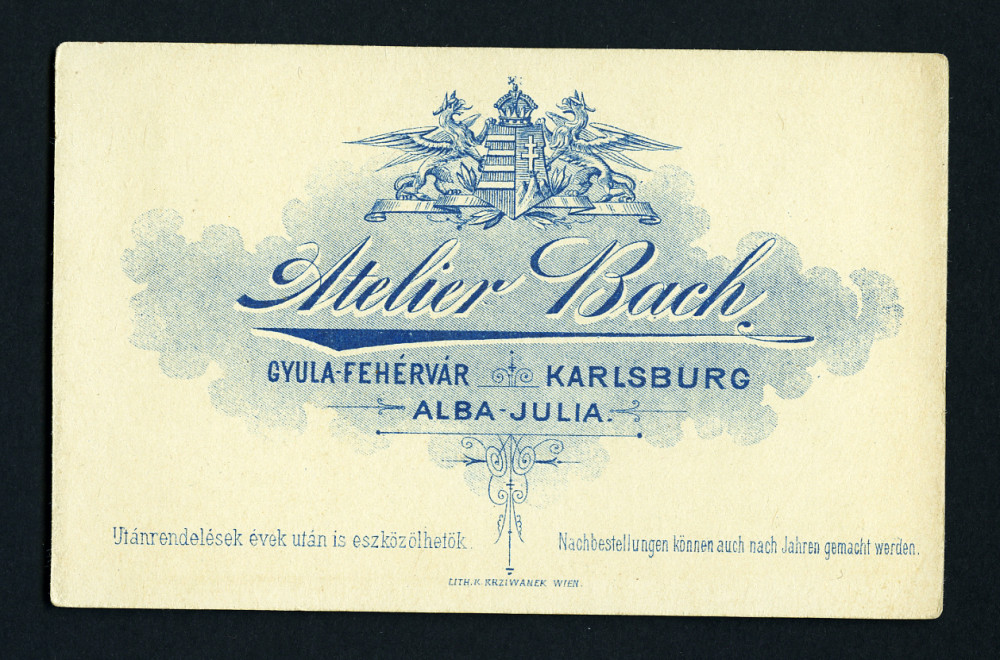 Atelier Bach
GYULA-FEHÉRVÁR KARLSBURG
ALBA-JULIA.
Utánrendelések évek után is eszközölhetök.
Nachbestellungen können auch nach Jahren gemacht werden.
LITH. K. KRZIWANEK WIEN.